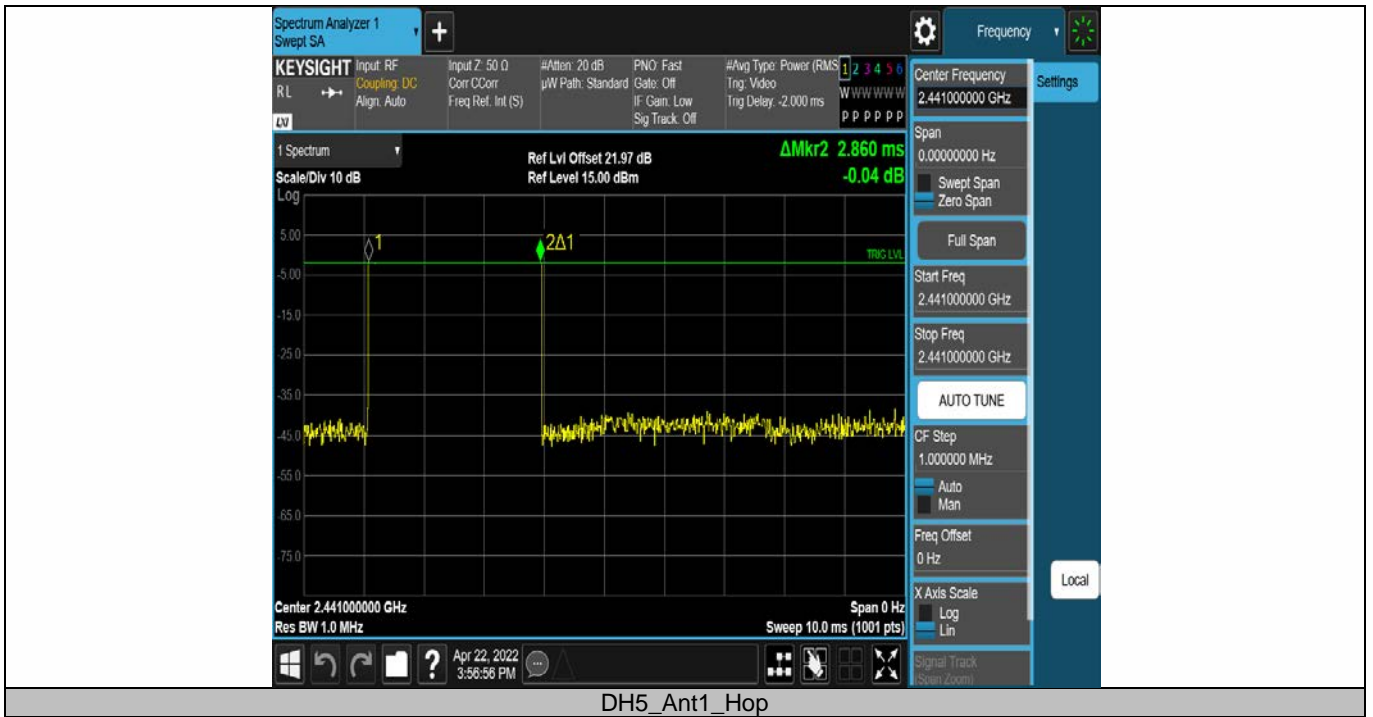 Spectrum Analyzer 1
Swept SA
+
Frequency
KEYSIGHT
RL
LXI
Input: RF
Coupling: DC
Align: Auto
Input Z: 50 Ω
Corr CCorr
Freq Ref: Int (S)
#Atten: 20 dB
µW Path: Standard
PNO: Fast
Gate: Off
IF Gain: Low
Sig Track: Off
#Avg Type: Power (RMS
Trig: Video
Trig Delay: -2.000 ms
1 2 3 4 5 6
W W W W W W
P P P P P P
1 Spectrum
Scale/Div 10 dB
Log
Ref Lvl Offset 21.97 dB
Ref Level 15.00 dBm
ΔMkr2 2.860 ms
-0.04 dB
5.00
-5.00
-15.0
-25.0
-35.0
-45.0
-55.0
-65.0
-75.0
1
2Δ1
TRIG LVL
Center 2.441000000 GHz
Res BW 1.0 MHz
Span 0 Hz
Sweep 10.0 ms (1001 pts)
Center Frequency
2.441000000 GHz
Settings
Span
0.00000000 Hz
Swept Span
Zero Span
Full Span
Start Freq
2.441000000 GHz
Stop Freq
2.441000000 GHz
AUTO TUNE
CF Step
1.000000 MHz
Auto
Man
Freq Offset
0 Hz
X Axis Scale
Log
Lin
Local
Signal Track
(Span Zoom)
?
Apr 22, 2022
3:56:56 PM
DH5_Ant1_Hop